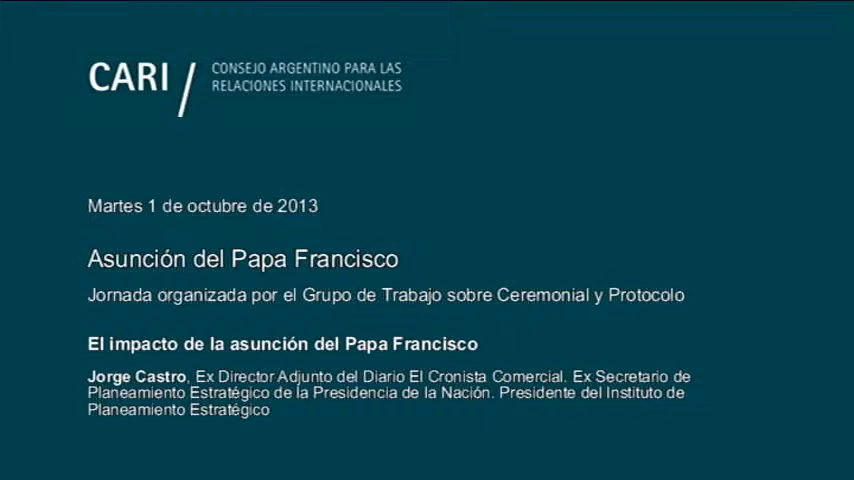 CARI / CONSEJO ARGENTINO PARA LAS
RELACIONES INTERNACIONALES
Martes 1 de octubre de 2013
Asunción del Papa Francisco
Jornada organizada por el Grupo de Trabajo sobre Ceremonial y Protocolo
El impacto de la asunción del Papa Francisco
Jorge Castro, Ex Director Adjunto del Diario El Cronista Comercial. Ex Secretario de
Planeamiento Estratégico de la Presidencia de la Nación. Presidente del Instituto de
Planeamiento Estratégico